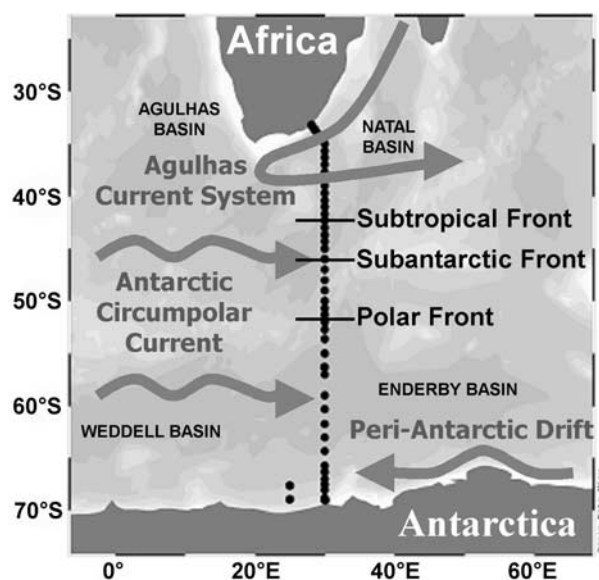 Africa
30°S
AGULHAS
BASIN
NATAL
BASIN
Agulhas
Current System
40°S
Subtropical Front
Subantarctic Front
Antarctic
Circumpolar
Current
50°S
Polar Front
ENDERBY BASIN
60°S
WEDDELL BASIN
Peri-Antarctic Drift
70°S
Antarctica
0°
20°E
40°E
60°E